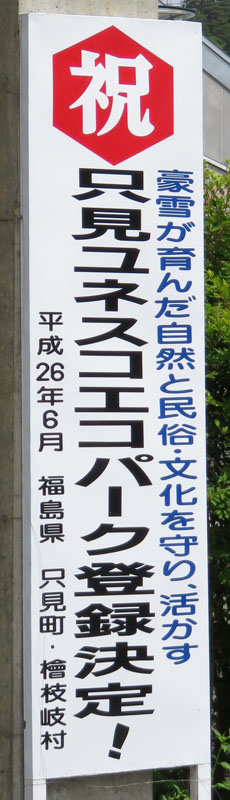 祝
豪雪が育んだ自然と民俗・文化を守り、活かす
只見ユネスコエコパーク登録決定！
平成26年6月 福島県 只見町・檜枝岐村